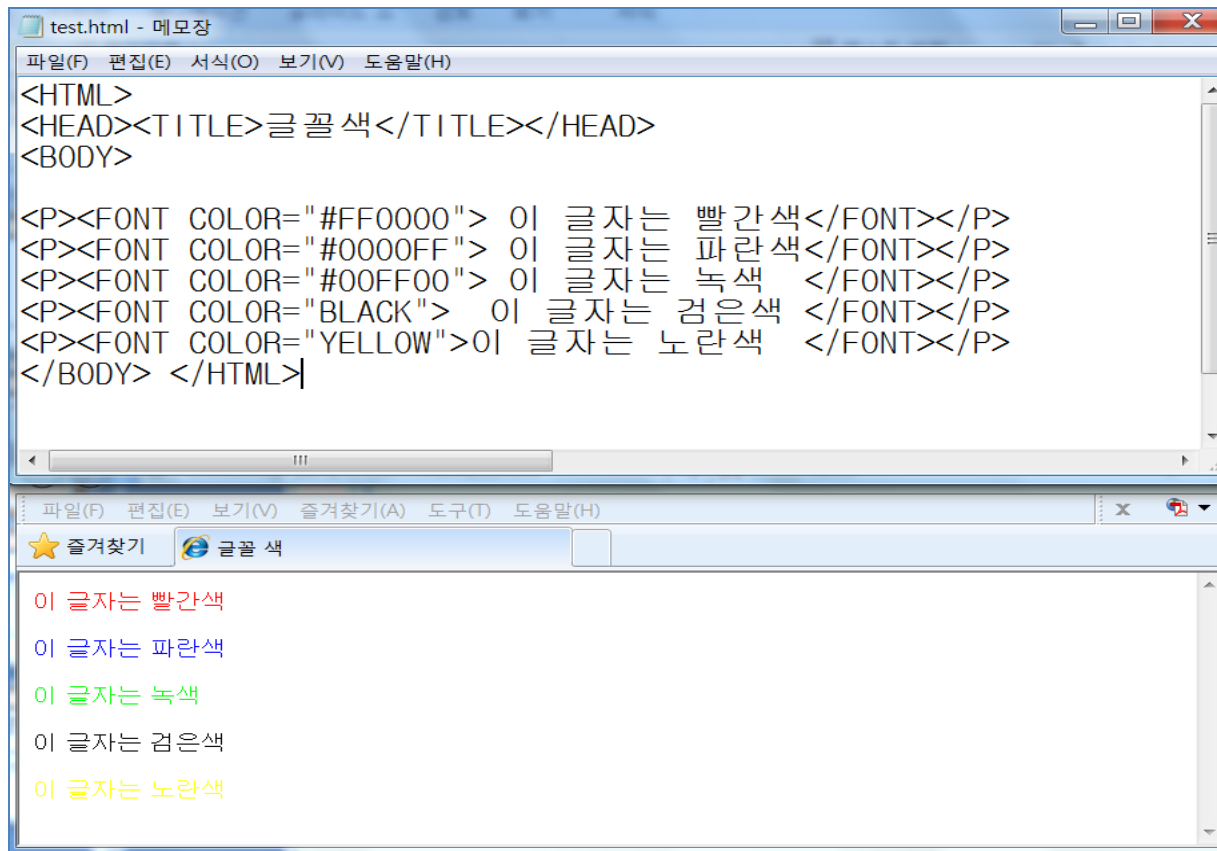 test.html - 메모장
파일(F) 편집(E) 서식(O) 보기(V) 도움말(H)
<HTML>
<HEAD><TITLE>글꼴색</TITLE></HEAD>
<BODY>
<P><FONT COLOR="#FF0000"> 이 글자는 빨간색</FONT></P>
<P><FONT COLOR="#0000FF"> 이 글자는 파란색</FONT></P>
<P><FONT COLOR="#00FF00"> 이 글자는 녹색  </FONT></P>
<P><FONT COLOR="BLACK">  이 글자는 검은색 </FONT></P>
<P><FONT COLOR="YELLOW">이 글자는 노란색  </FONT></P>
</BODY> </HTML>
파일(F) 편집(E) 보기(V) 즐겨찾기(A) 도구(T) 도움말(H)
즐겨찾기 글꼴 색
이 글자는 빨간색
이 글자는 파란색
이 글자는 녹색
이 글자는 검은색
이 글자는 노란색